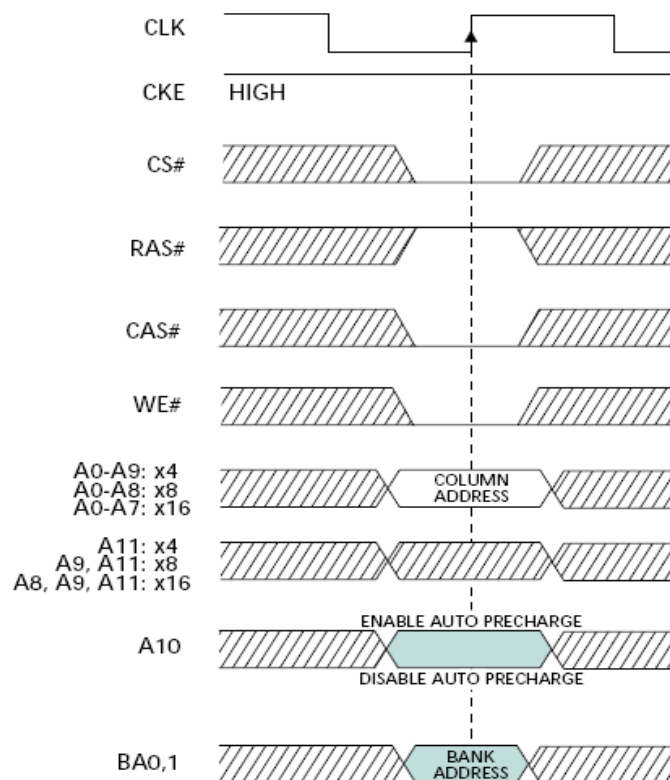 CLK
CKE HIGH
CS#
RAS#
CAS#
WE#
A0-A9: x4
A0-A8: x8
A0-A7: x16
COLUMN
ADDRESS
A11: x4
A9, A11: x8
A8, A9, A11: x16
ENABLE AUTO PRECHARGE
A10
DISABLE AUTO PRECHARGE
BA0,1
BANK
ADDRESS